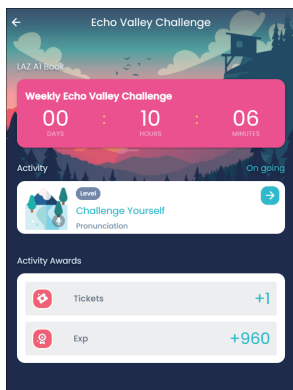 Echo Valley Challenge
LAZ A1 Book
Weekly Echo Valley Challenge
00 : 10 : 06
DAYS HOURS MINUTES
Activity On going
Level
Challenge Yourself
Pronunciation
Activity Awards
Tickets +1
Exp +960